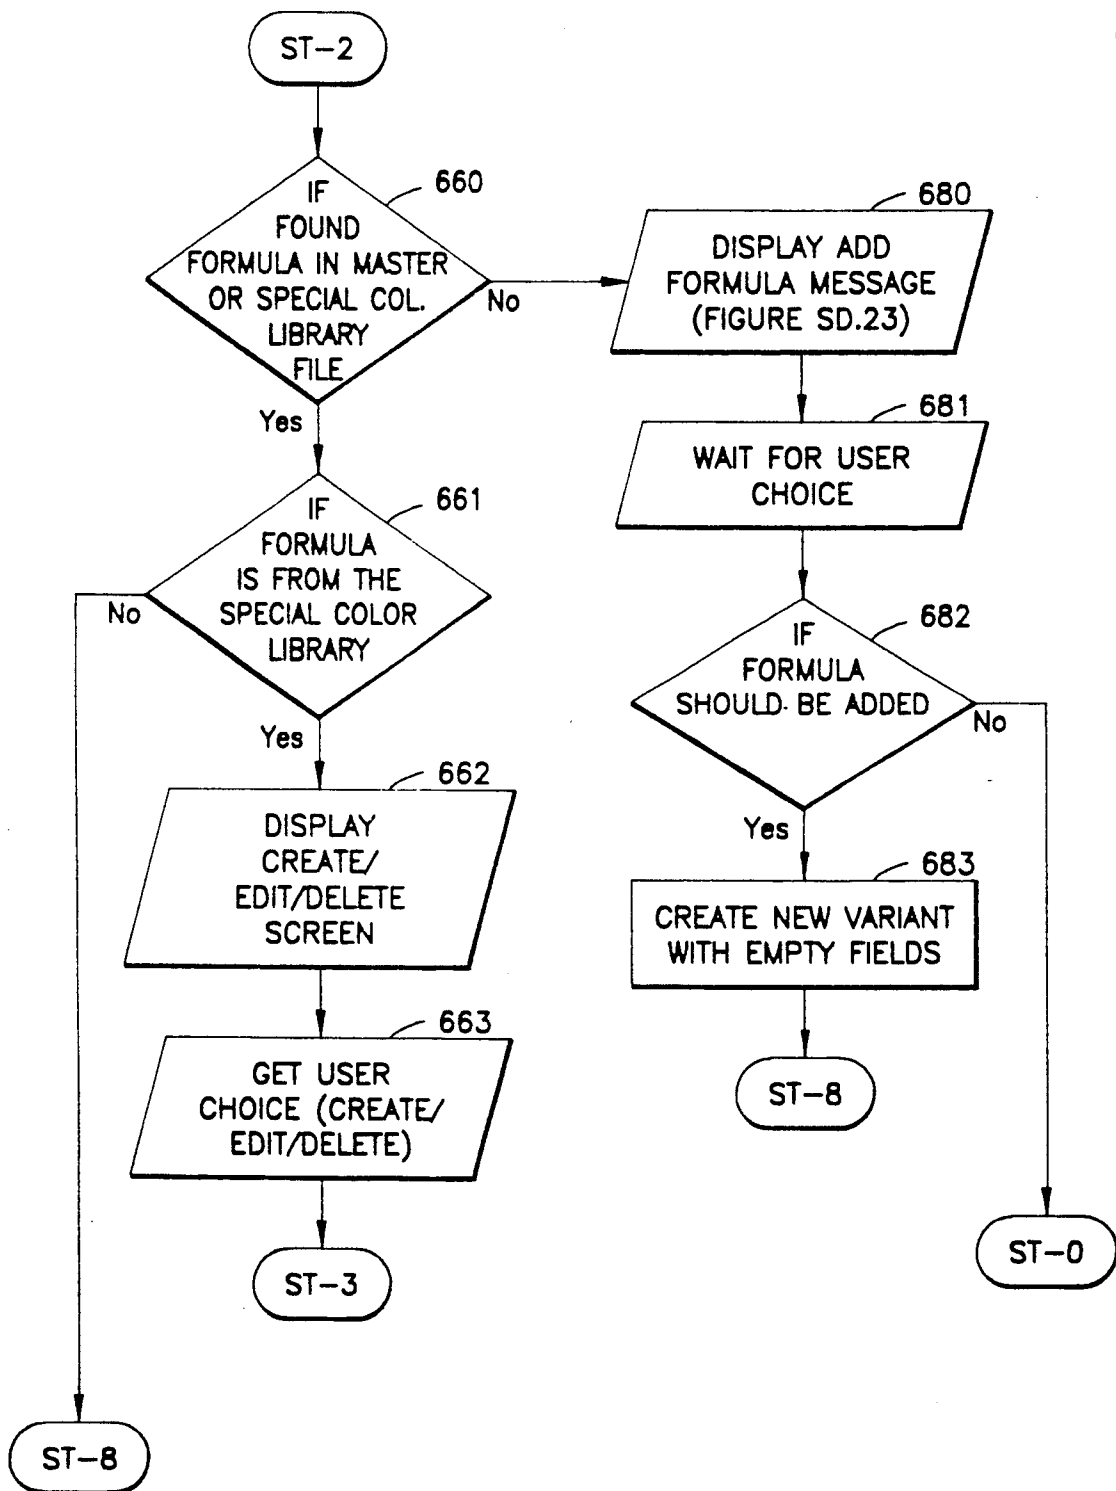 ST-2
660
IF
FOUND
FORMULA IN MASTER
OR SPECIAL COL.
LIBRARY
FILE
No
Yes
680
DISPLAY ADD
FORMULA MESSAGE
(FIGURE SD.23)
681
WAIT FOR USER
CHOICE
661
IF
FORMULA
IS FROM THE
SPECIAL COLOR
LIBRARY
No
Yes
682
IF
FORMULA
SHOULD BE ADDED
No
Yes
662
DISPLAY
CREATE/
EDIT/DELETE
SCREEN
683
CREATE NEW VARIANT
WITH EMPTY FIELDS
663
GET USER
CHOICE (CREATE/
EDIT/DELETE)
ST-8
ST-3
ST-0
ST-8